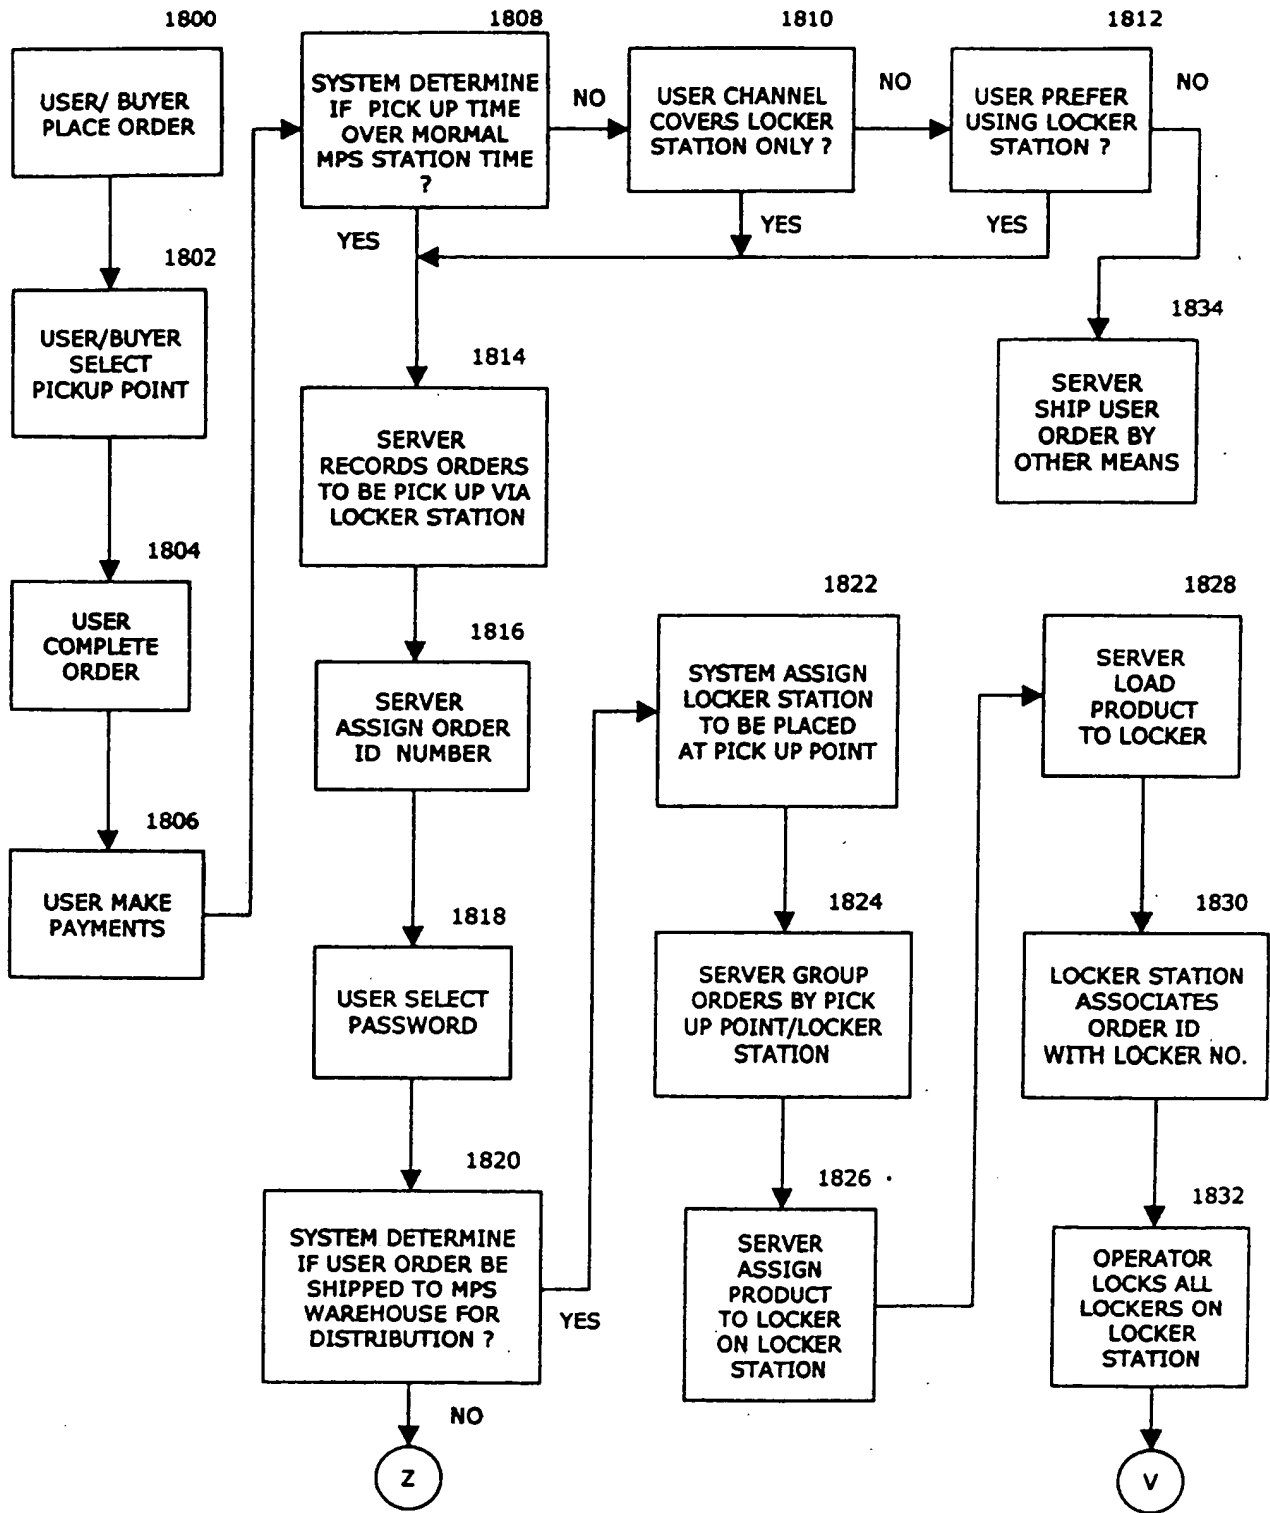 1800
USER/ BUYER
PLACE ORDER
1802
USER/BUYER
SELECT
PICKUP POINT
1804
USER
COMPLETE
ORDER
1806
USER MAKE
PAYMENTS
1808
SYSTEM DETERMINE
IF PICK UP TIME
OVER MORMAL
MPS STATION TIME
?
NO
YES
1810
USER CHANNEL
COVERS LOCKER
STATION ONLY ?
NO
YES
1812
USER PREFER
USING LOCKER
STATION ?
NO
YES
1834
SERVER
SHIP USER
ORDER BY
OTHER MEANS
1814
SERVER
RECORDS ORDERS
TO BE PICK UP VIA
LOCKER STATION
1816
SERVER
ASSIGN ORDER
ID NUMBER
1818
USER SELECT
PASSWORD
1820
SYSTEM DETERMINE
IF USER ORDER BE
SHIPPED TO MPS
WAREHOUSE FOR
DISTRIBUTION ?
YES
NO
Z
1822
SYSTEM ASSIGN
LOCKER STATION
TO BE PLACED
AT PICK UP POINT
1824
SERVER GROUP
ORDERS BY PICK
UP POINT/LOCKER
STATION
1826
SERVER
ASSIGN
PRODUCT
TO LOCKER
ON LOCKER
STATION
1828
SERVER
LOAD
PRODUCT
TO LOCKER
1830
LOCKER STATION
ASSOCIATES
ORDER ID
WITH LOCKER NO.
1832
OPERATOR
LOCKS ALL
LOCKERS ON
LOCKER
STATION
V